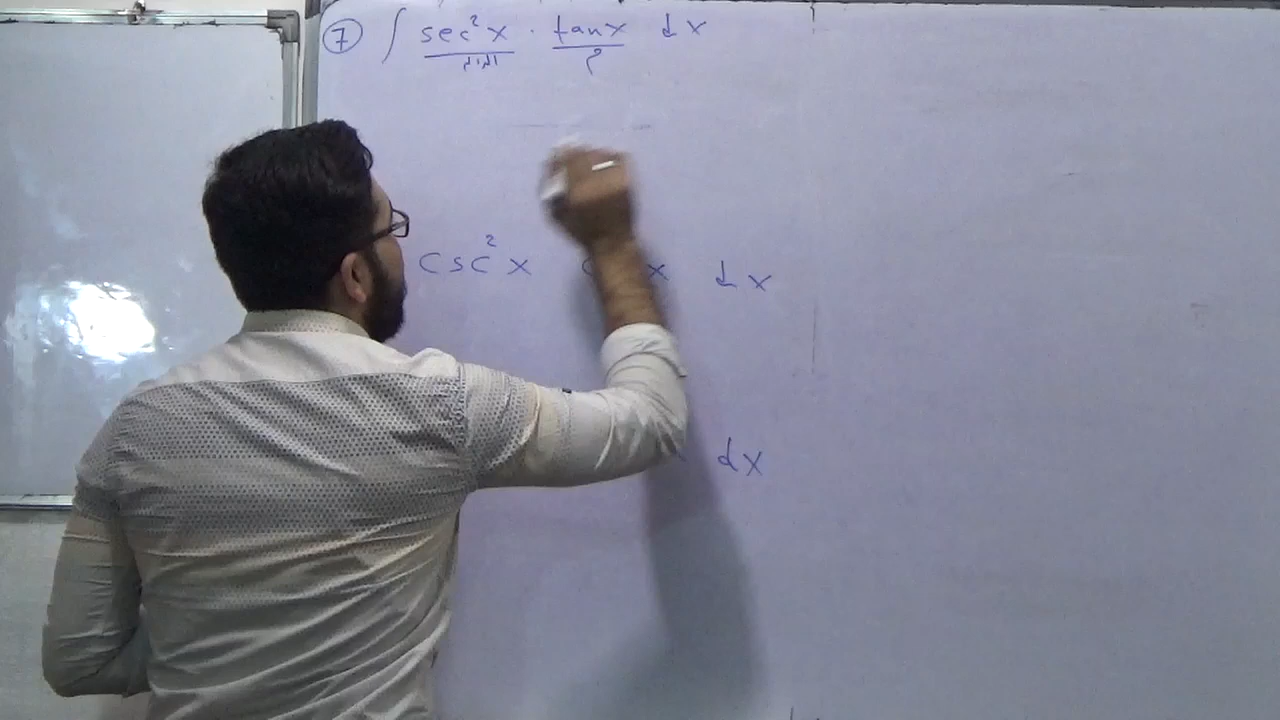 ⑦ ∫ sec²x · tanx dx
csc²x x dx
dx